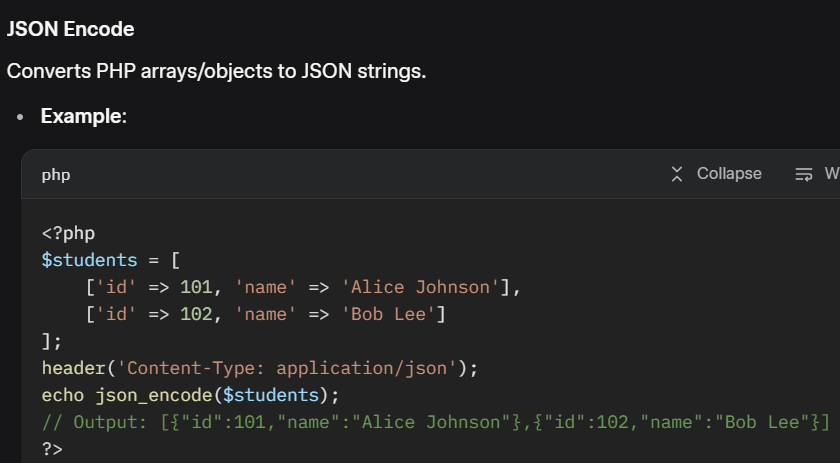 JSON Encode
Converts PHP arrays/objects to JSON strings.
• Example:
php Collapse W
<?php
$students = [
    ['id' => 101, 'name' => 'Alice Johnson'],
    ['id' => 102, 'name' => 'Bob Lee']
];
header('Content-Type: application/json');
echo json_encode($students);
// Output: [{"id":101,"name":"Alice Johnson"},{"id":102,"name":"Bob Lee"}]
?>